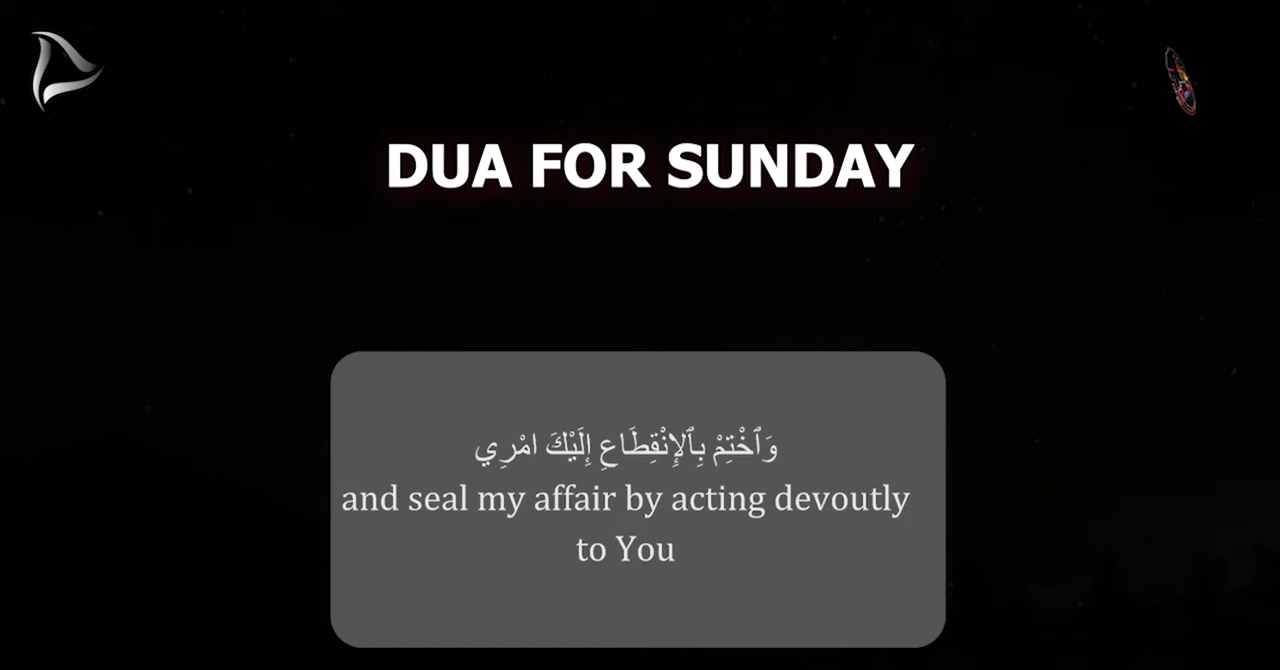 DUA FOR SUNDAY
وَٱخْتِمْ بِٱلإِنْقِطَاعِ إِلَيْكَ امْرِي
and seal my affair by acting devoutly
to You